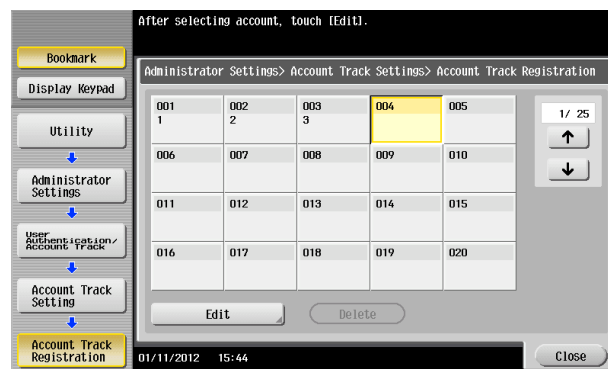 After selecting account, touch [Edit].
Bookmark
Display Keypad
Utility
Administrator
Settings
User
Authentication/
Account Track
Account Track
Setting
Account Track
Registration
Administrator Settings> Account Track Settings> Account Track Registration
001 002 003 004 005
1 2 3
006 007 008 009 010
011 012 013 014 015
016 017 018 019 020
1/ 25
Edit Delete
01/11/2012 15:44
Close